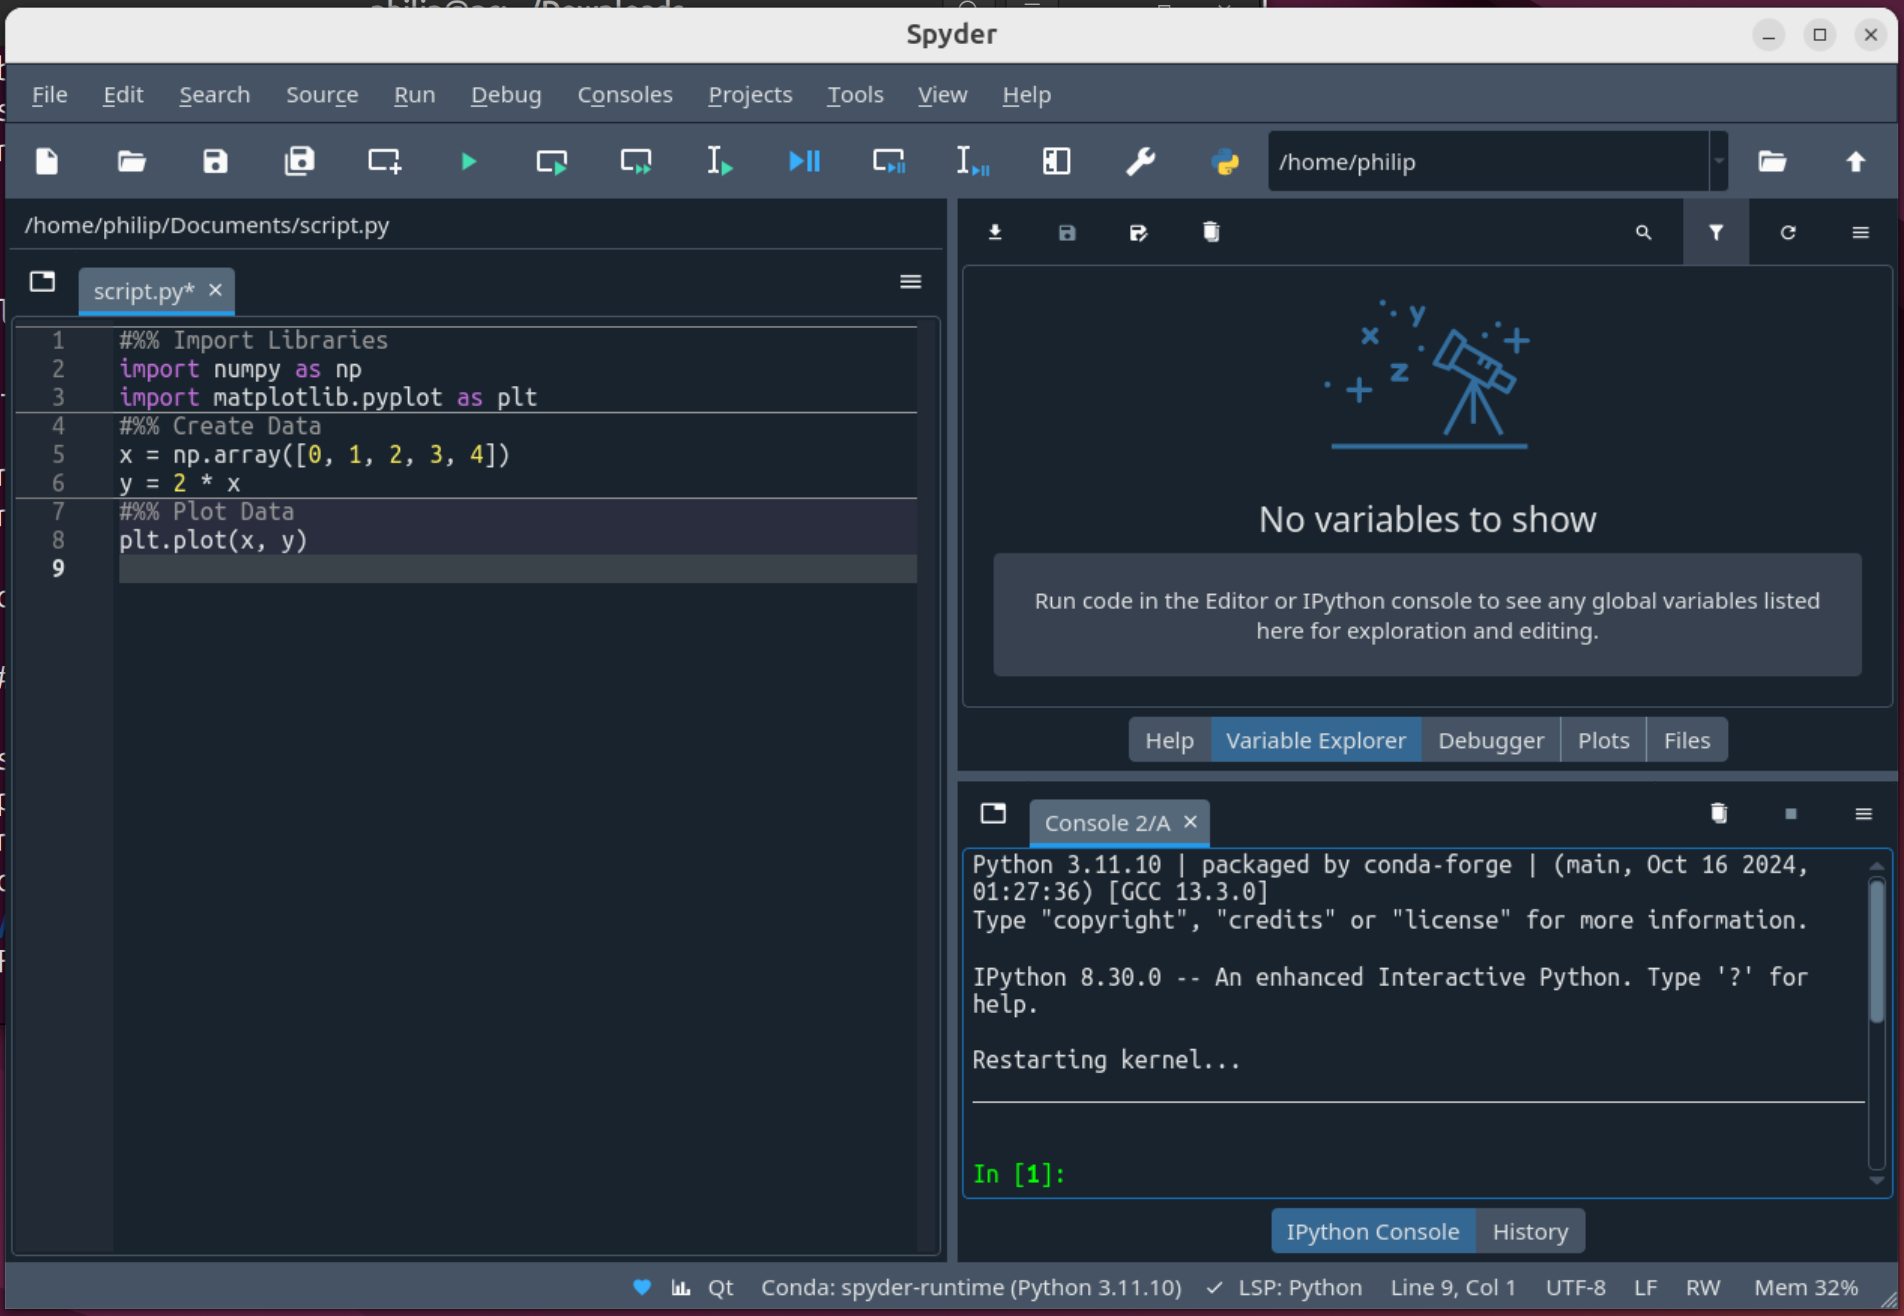 Spyder
File Edit Search Source Run Debug Consoles Projects Tools View Help
/home/philip
/home/philip/Documents/script.py
script.py*
1 #%% Import Libraries
2 import numpy as np
3 import matplotlib.pyplot as plt
4 #%% Create Data
5 x = np.array([0, 1, 2, 3, 4])
6 y = 2 * x
7 #%% Plot Data
8 plt.plot(x, y)
9
x y z
No variables to show
Run code in the Editor or IPython console to see any global variables listed
here for exploration and editing.
Help Variable Explorer Debugger Plots Files
Console 2/A
Python 3.11.10 | packaged by conda-forge | (main, Oct 16 2024,
01:27:36) [GCC 13.3.0]
Type "copyright", "credits" or "license" for more information.
IPython 8.30.0 -- An enhanced Interactive Python. Type '?' for
help.
Restarting kernel...
In [1]:
IPython Console History
Qt Conda: spyder-runtime (Python 3.11.10) ✓ LSP: Python Line 9, Col 1 UTF-8 LF RW Mem 32%